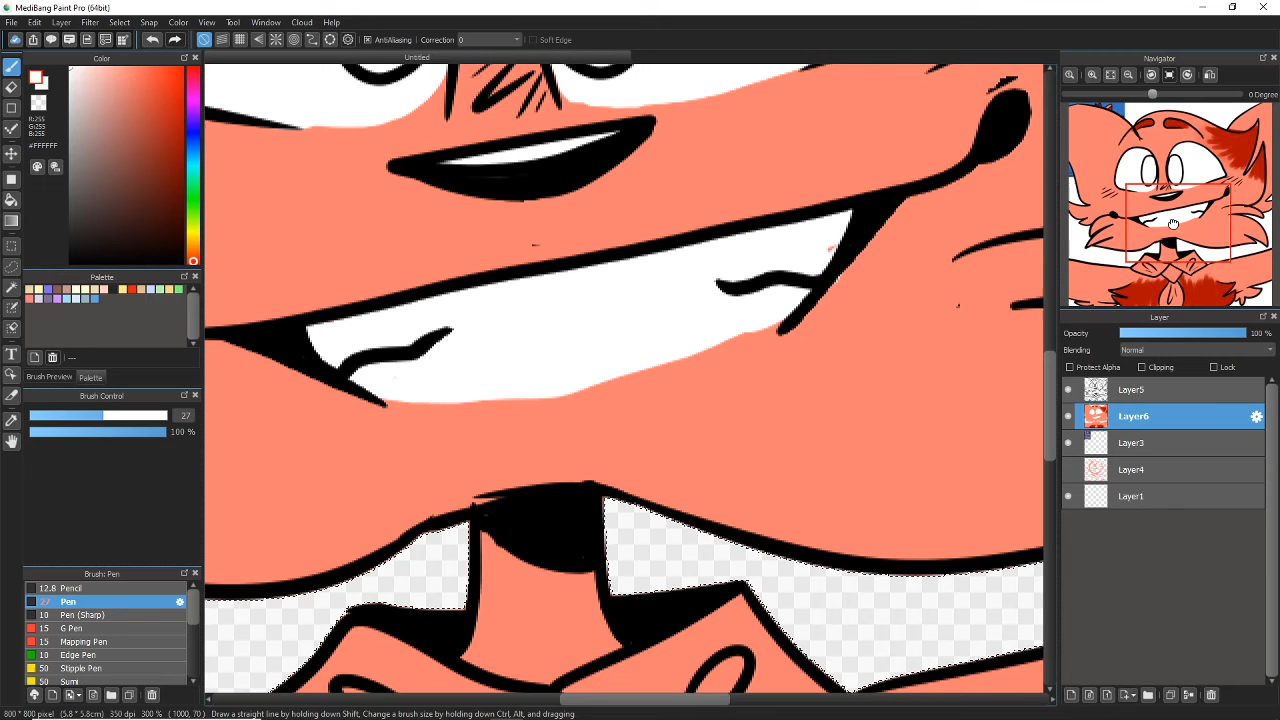 MediBang Paint Pro (64bit)
File Edit Layer Filter Select Snap Color View Tool Window Cloud Help
AntiAliasing Correction 0 Soft Edge
Color
Untitled
Navigator
R:255
G:255
B:255
#FFFFFF
0 Degree
Palette
---
Brush Preview Palette
Brush Control
27
100 %
Layer
Opacity 100 %
Blending Normal
Protect Alpha Clipping Lock
Layer5
Layer6
Layer3
Layer4
Layer1
Brush: Pen
12.8 Pencil
27 Pen
10 Pen (Sharp)
15 G Pen
15 Mapping Pen
10 Edge Pen
50 Stipple Pen
50 Sumi
800 * 800 pixel (5.8 * 5.8cm) 350 dpi 300 % ( 1000, 70 ) Draw a straight line by holding down Shift, Change a brush size by holding down Ctrl, Alt, and dragging